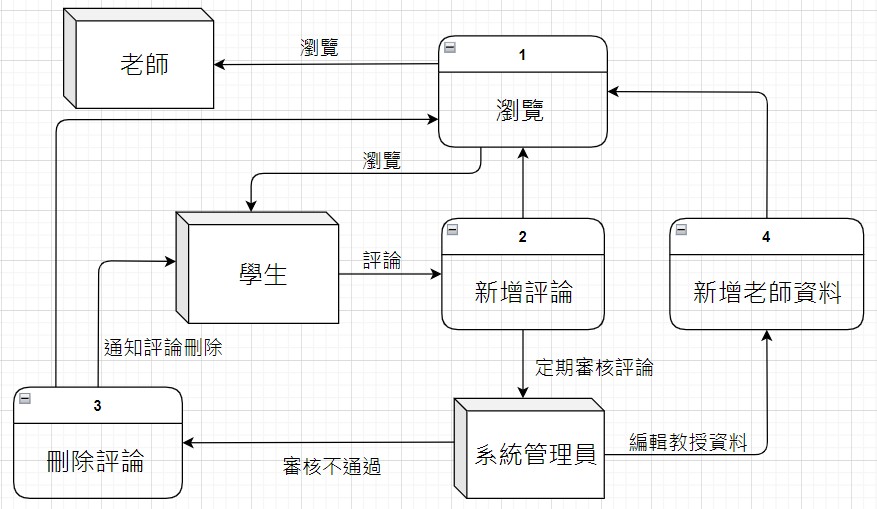 老師
瀏覽
1
瀏覽
瀏覽
學生
評論
2
新增評論
4
新增老師資料
通知評論刪除
定期審核評論
3
刪除評論
審核不通過
系統管理員
編輯教授資料